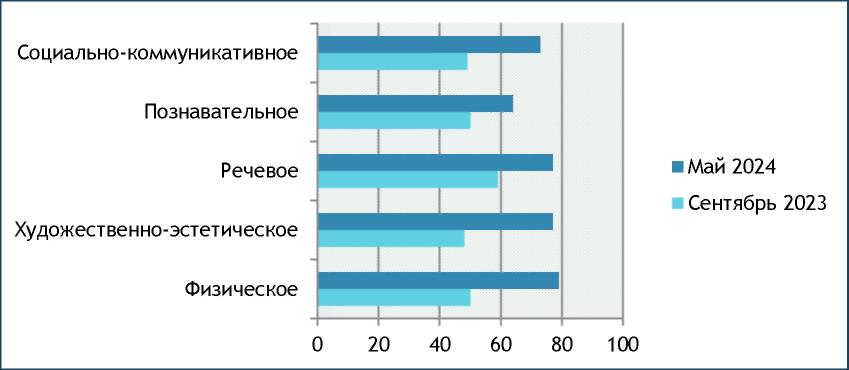 Социально-коммуникативное
Познавательное
Речевое
Художественно-эстетическое
Физическое
0 20 40 60 80 100
Май 2024
Сентябрь 2023